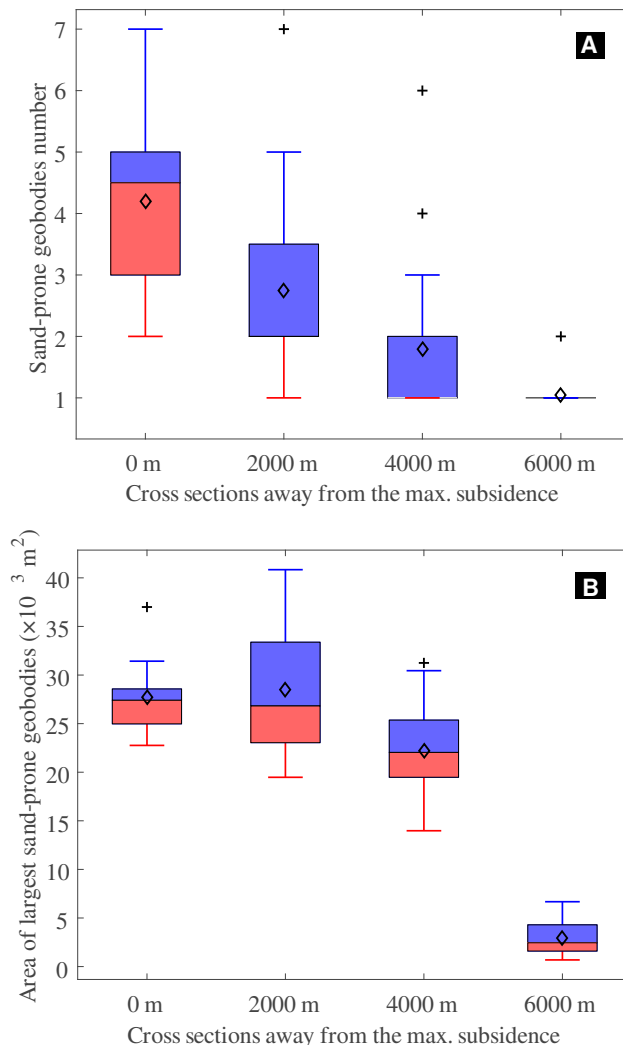 A
7
6
5
4
3
2
1
Sand-prone geobodies number
0 m 2000 m 4000 m 6000 m
Cross sections away from the max. subsidence
B
40
35
30
25
20
15
10
5
0
Area of largest sand-prone geobodies (×10 ³ m²)
0 m 2000 m 4000 m 6000 m
Cross sections away from the max. subsidence